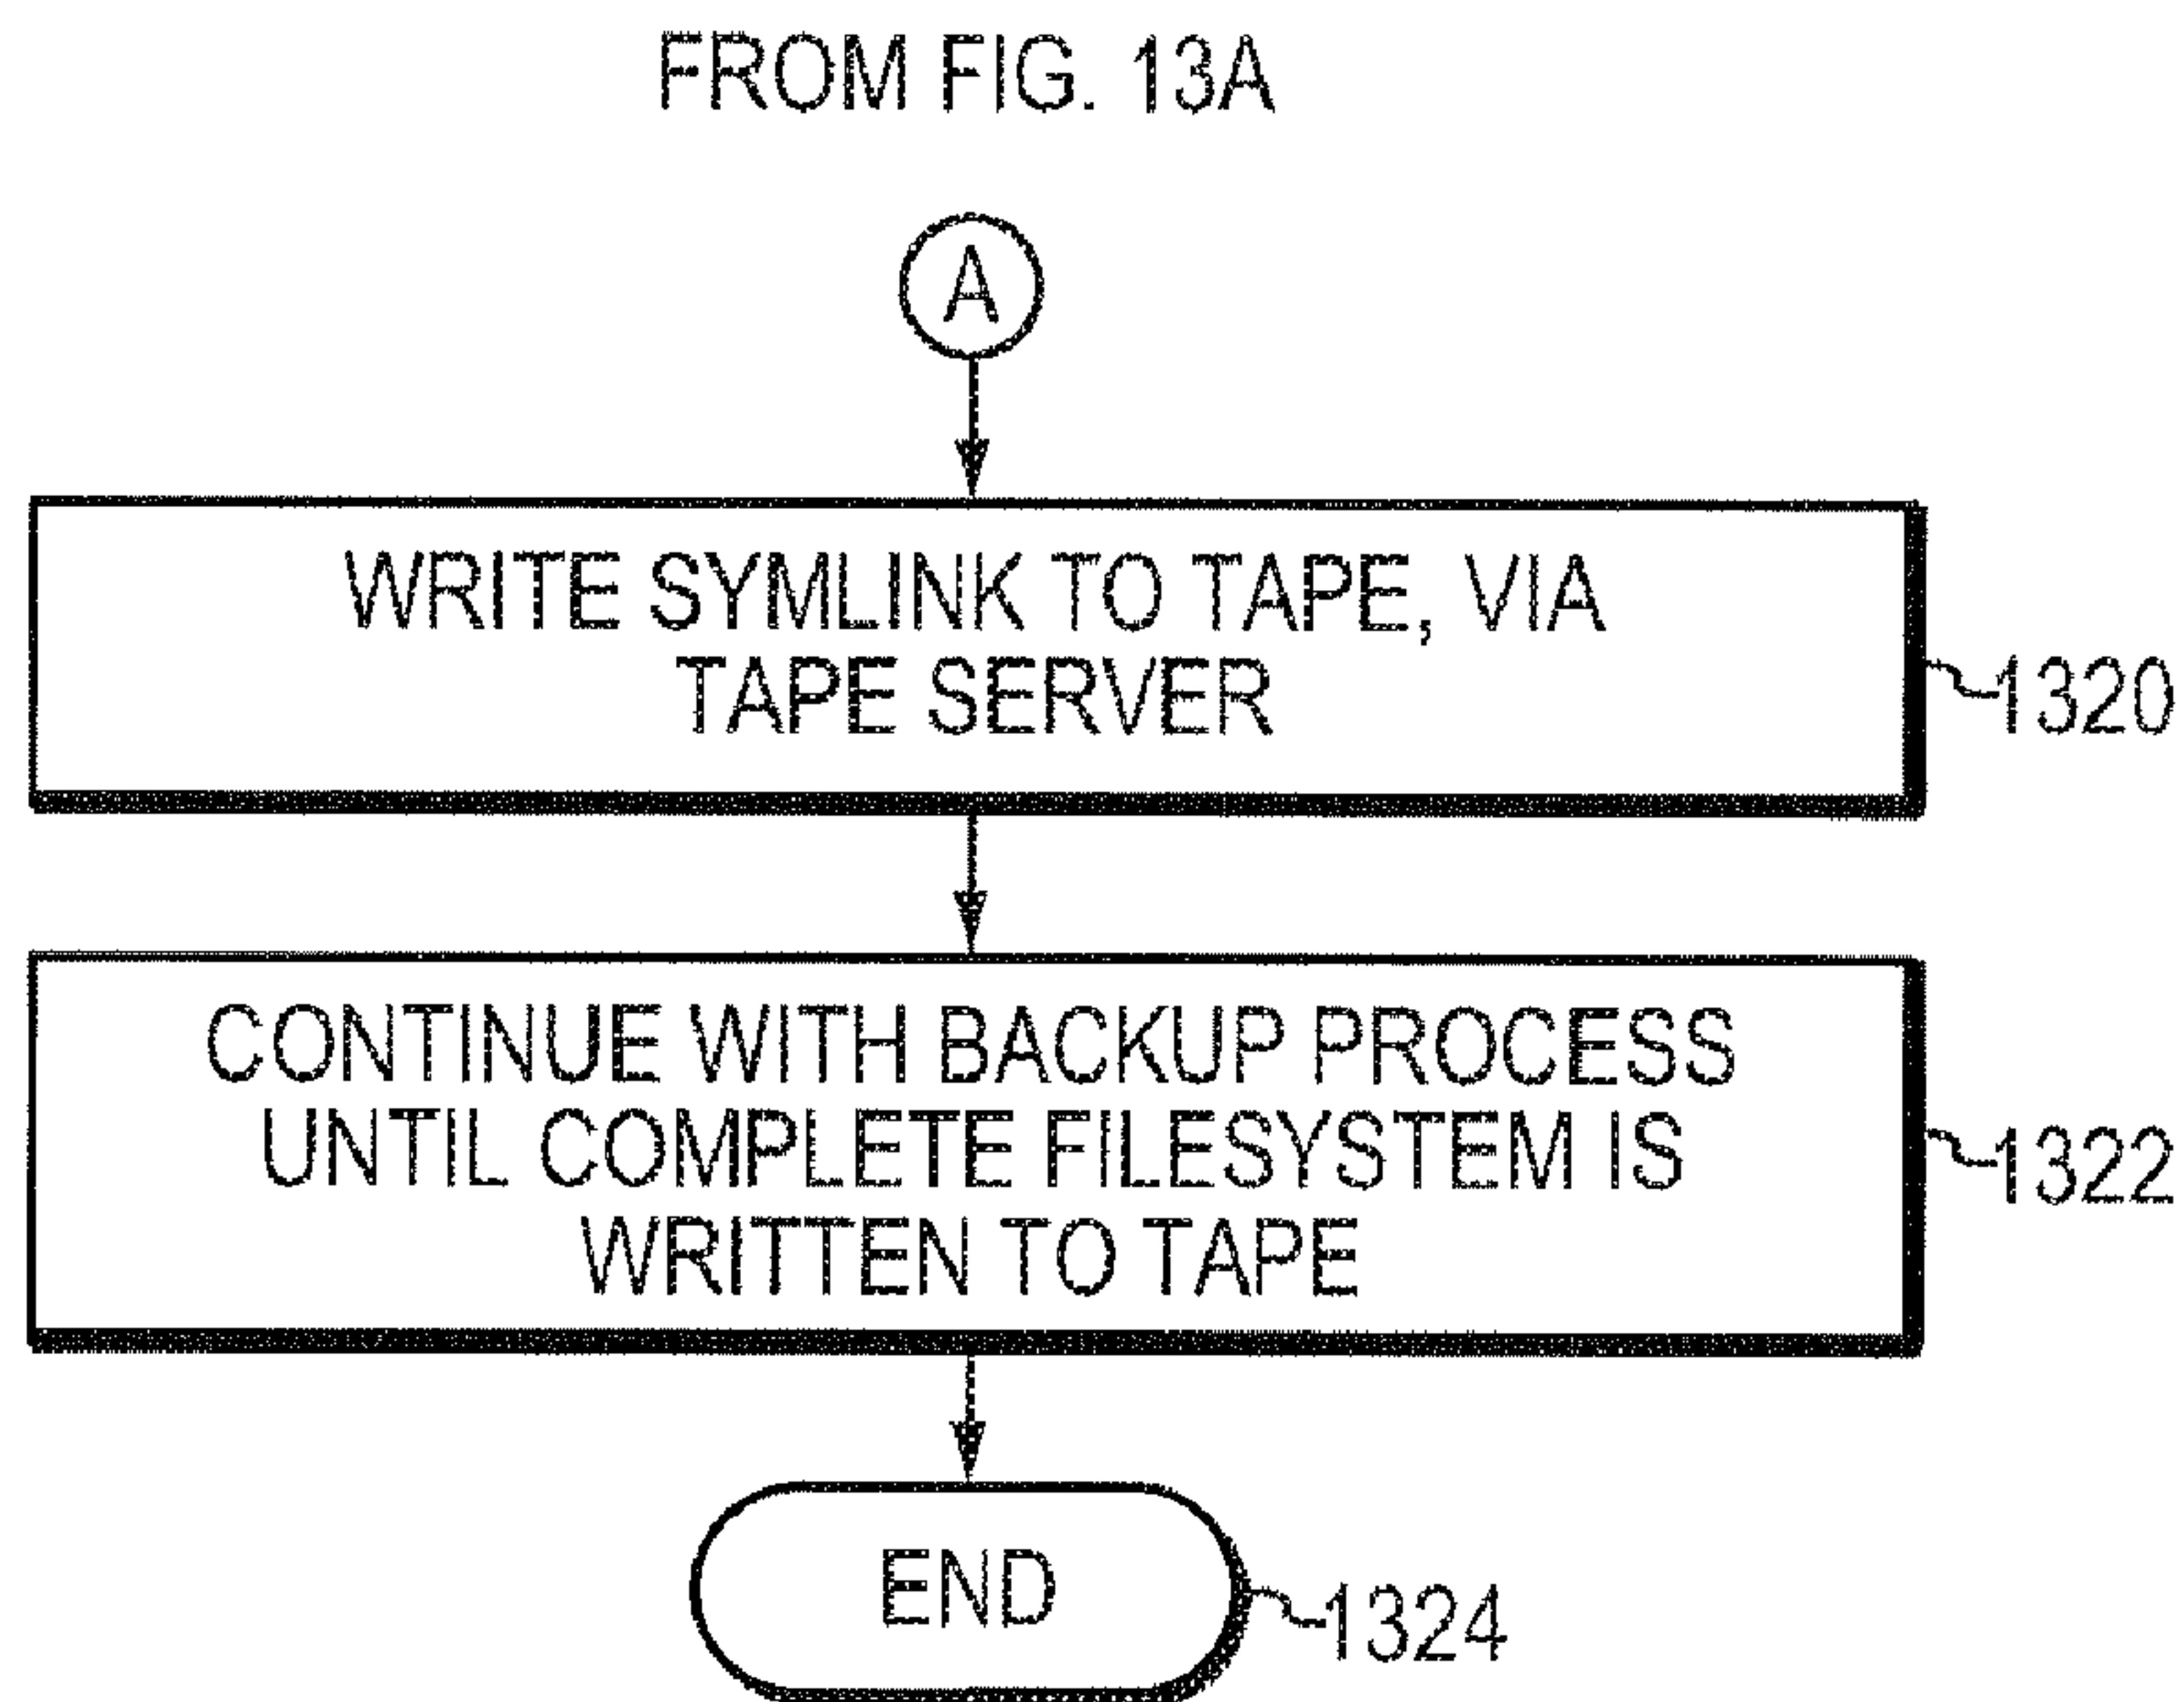 FROM FIG. 13A
A
WRITE SYMLINK TO TAPE, VIA
TAPE SERVER
1320
CONTINUE WITH BACKUP PROCESS
UNTIL COMPLETE FILESYSTEM IS
WRITTEN TO TAPE
1322
END
1324